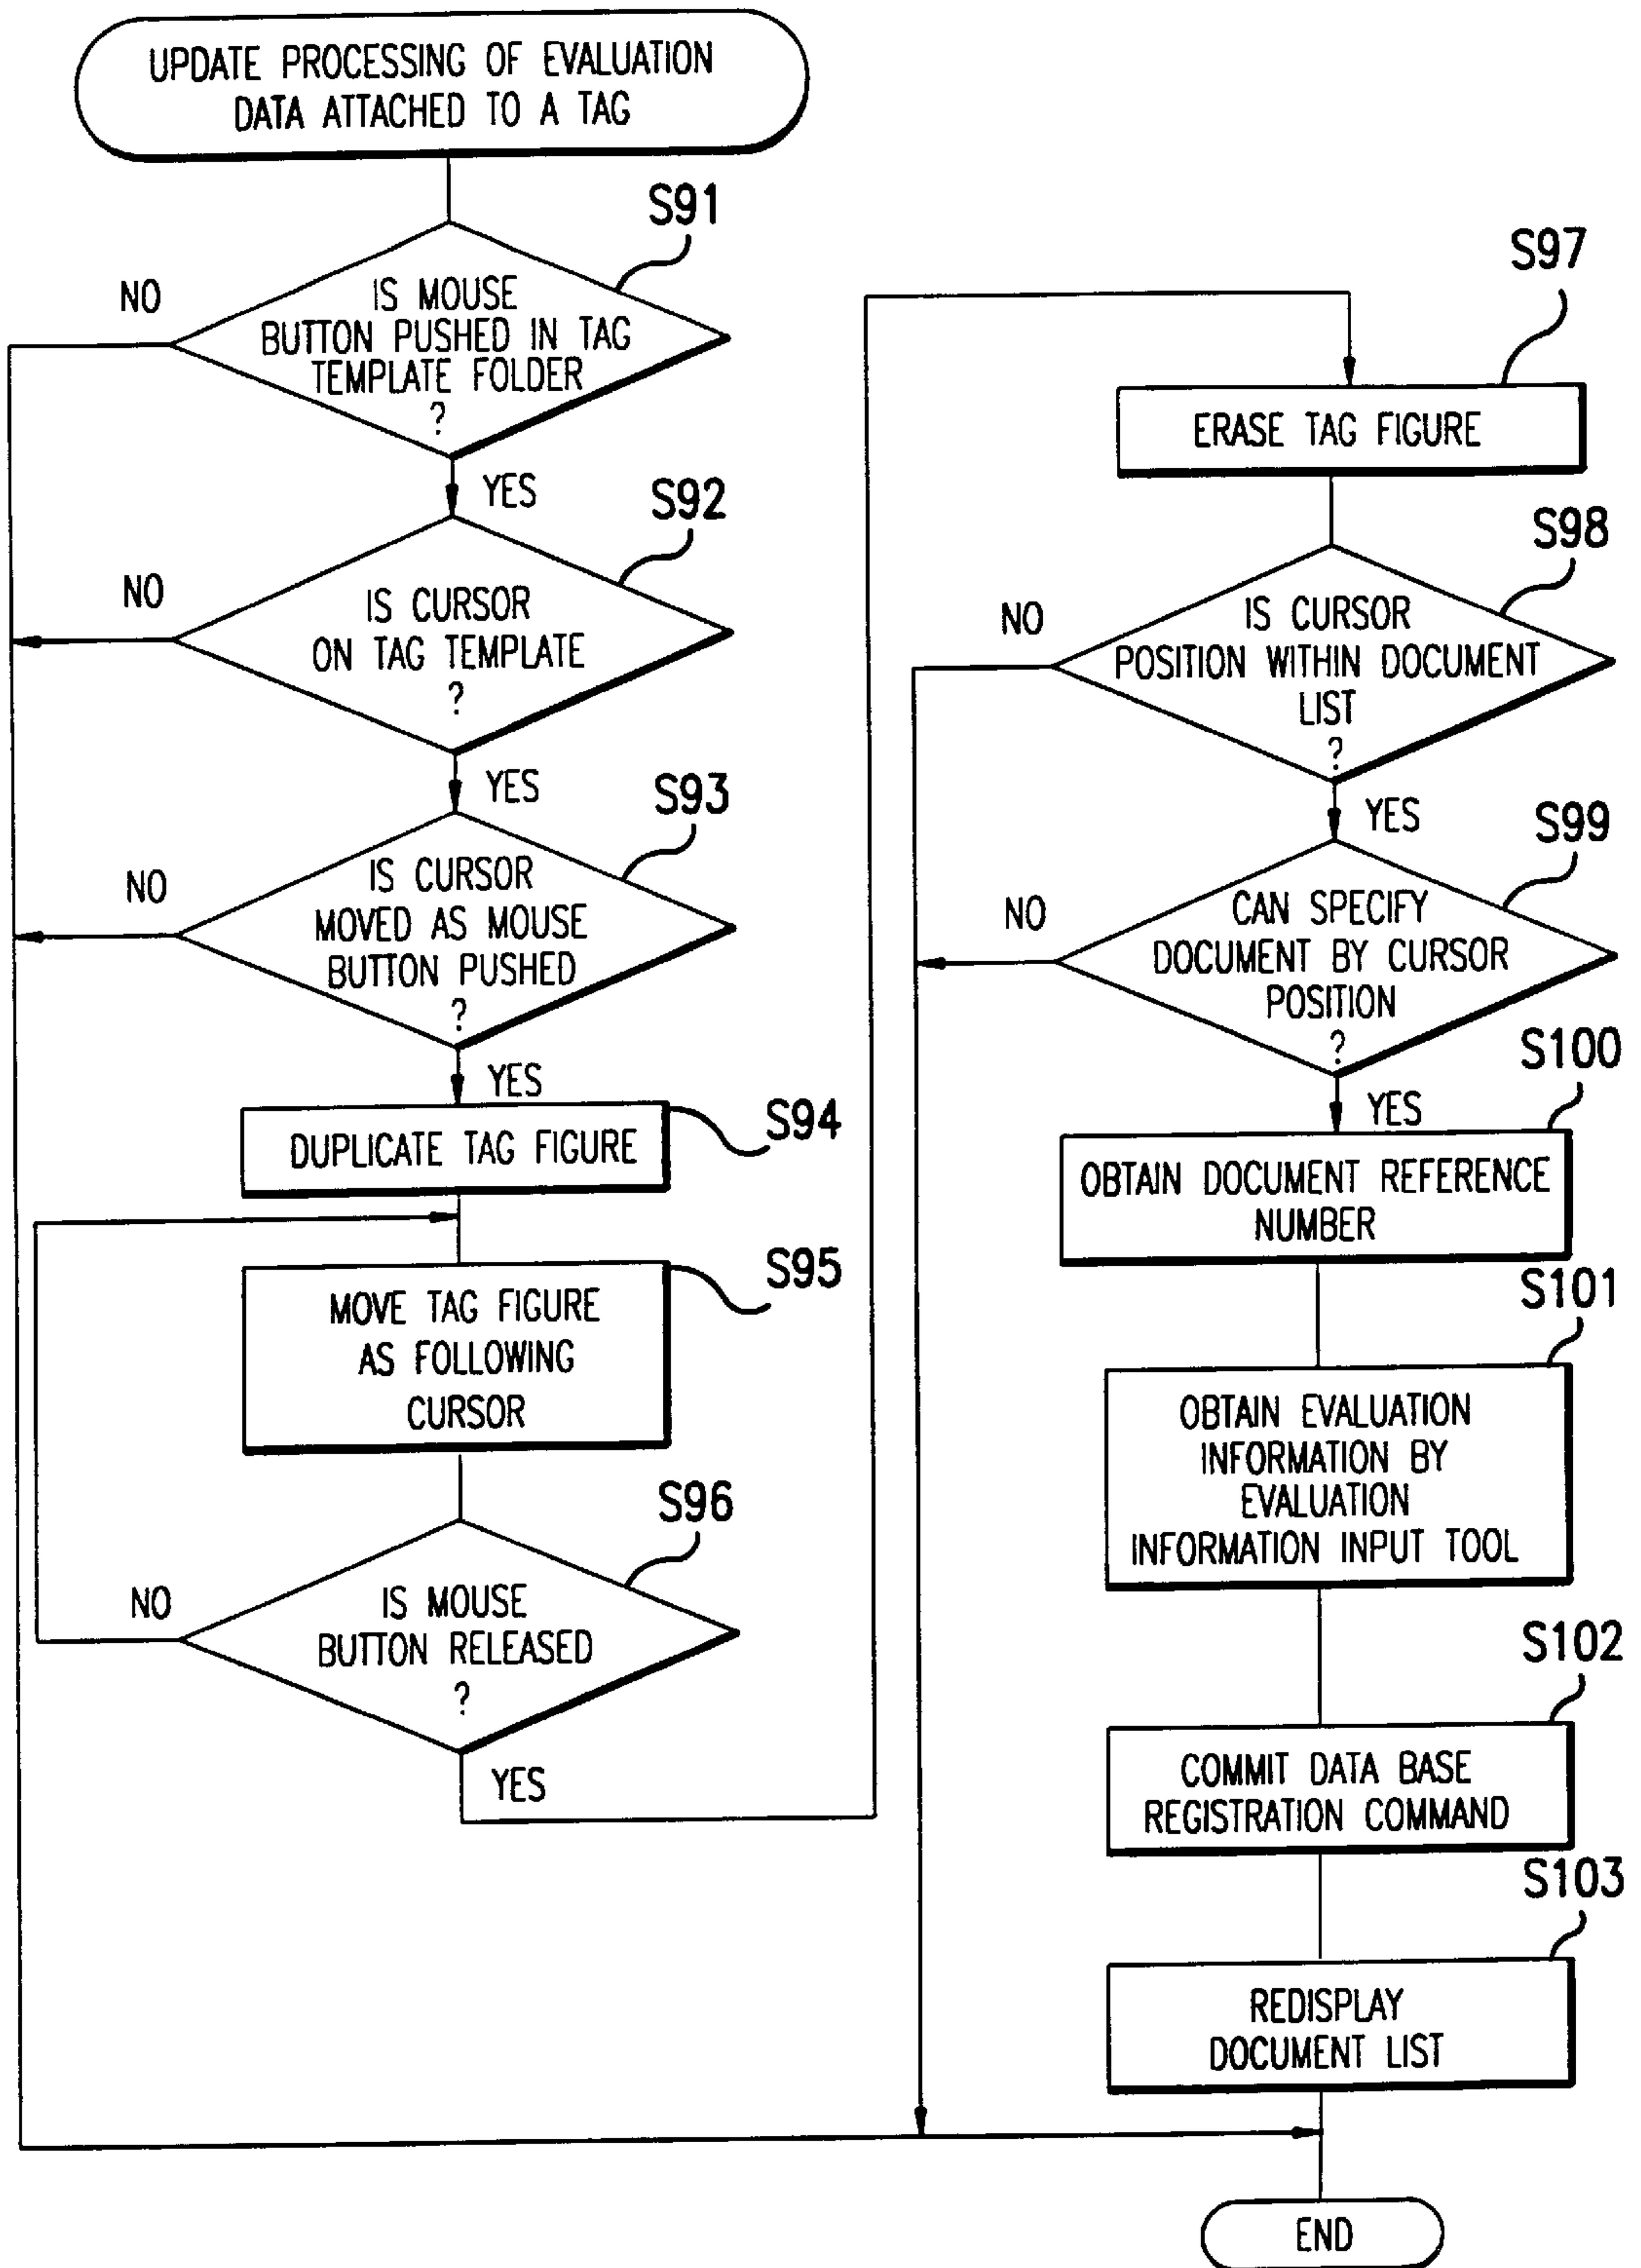 UPDATE PROCESSING OF EVALUATION
DATA ATTACHED TO A TAG
S91
NO
IS MOUSE
BUTTON PUSHED IN TAG
TEMPLATE FOLDER
?
YES
S92
NO
IS CURSOR
ON TAG TEMPLATE
?
YES
S93
NO
IS CURSOR
MOVED AS MOUSE
BUTTON PUSHED
?
YES
S94
DUPLICATE TAG FIGURE
S95
MOVE TAG FIGURE
AS FOLLOWING
CURSOR
S96
NO
IS MOUSE
BUTTON RELEASED
?
YES
S97
ERASE TAG FIGURE
S98
NO
IS CURSOR
POSITION WITHIN DOCUMENT
LIST
?
YES
S99
NO
CAN SPECIFY
DOCUMENT BY CURSOR
POSITION
?
YES
S100
OBTAIN DOCUMENT REFERENCE
NUMBER
S101
OBTAIN EVALUATION
INFORMATION BY
EVALUATION
INFORMATION INPUT TOOL
S102
COMMIT DATA BASE
REGISTRATION COMMAND
S103
REDISPLAY
DOCUMENT LIST
END